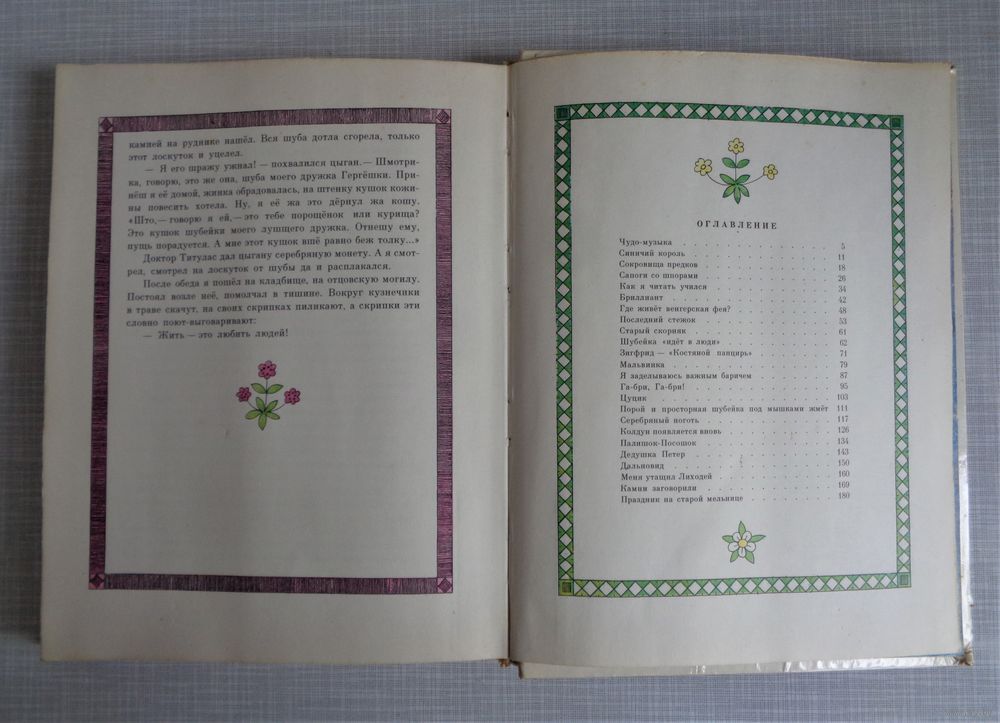 камней на руднике нашёл. Вся шуба дотла сгорела, только
этот лоскуток и уцелел.
— Я его шражу ужнал! — похвалился цыган.— Шмотри-
ка, говорю, это же она, шуба моего дружка Гергёшки. При-
нёш я её домой, жинка обрадовалась, на штенку кушок кожи-
ны повесить хотела. Ну, я её жа это дёрнул жа кошу.
«Што,— говорю я ей,— это тебе порощёнок или курища?
Это кушок шубейки моего лушщего дружка. Отнешу ему,
пущь порадуется. А мне этот кушок вшё равно беж толку...»
Доктор Титулас дал цыгану серебряную монету. А я смот-
рел, смотрел на лоскуток от шубы да и расплакался.
После обеда я пошёл на кладбище, на отцовскую могилу.
Постоял возле неё, помолчал в тишине. Вокруг кузнечики
в траве скачут, на своих скрипках пиликают, а скрипки эти
словно поют-выговаривают:
— Жить — это любить людей!
ОГЛАВЛЕНИЕ
Чудо-музыка . . . . . . . . . . . . 5
Синичий король . . . . . . . . . . . . 11
Сокровища предков . . . . . . . . . . . . 18
Сапоги со шпорами . . . . . . . . . . . . 26
Как я читать учился . . . . . . . . . . . . 34
Бриллиант . . . . . . . . . . . . 42
Где живёт венгерская фея? . . . . . . . . . . 48
Последний стежок . . . . . . . . . . . . 53
Старый скорняк . . . . . . . . . . . . 61
Шубейка «идёт в люди» . . . . . . . . . . 62
Зигфрид — «Костяной панцирь» . . . . . . . . 71
Мальвинка . . . . . . . . . . . . 79
Я заделываюсь важным баричем . . . . . . . . 87
Га-бри, Га-бри! . . . . . . . . . . . . 95
Цуцик . . . . . . . . . . . . 103
Порой и просторная шубейка под мышками жмёт 111
Серебряный ноготь . . . . . . . . . . . . 117
Колдун появляется вновь . . . . . . . . . . 126
Палишок-Посошок . . . . . . . . . . . . 134
Дедушка Петер . . . . . . . . . . . . 143
Дальновид . . . . . . . . . . . . 150
Меня утащил Лиходей . . . . . . . . . . 160
Камни заговорили . . . . . . . . . . . . 169
Праздник на старой мельнице . . . . . . . . 180